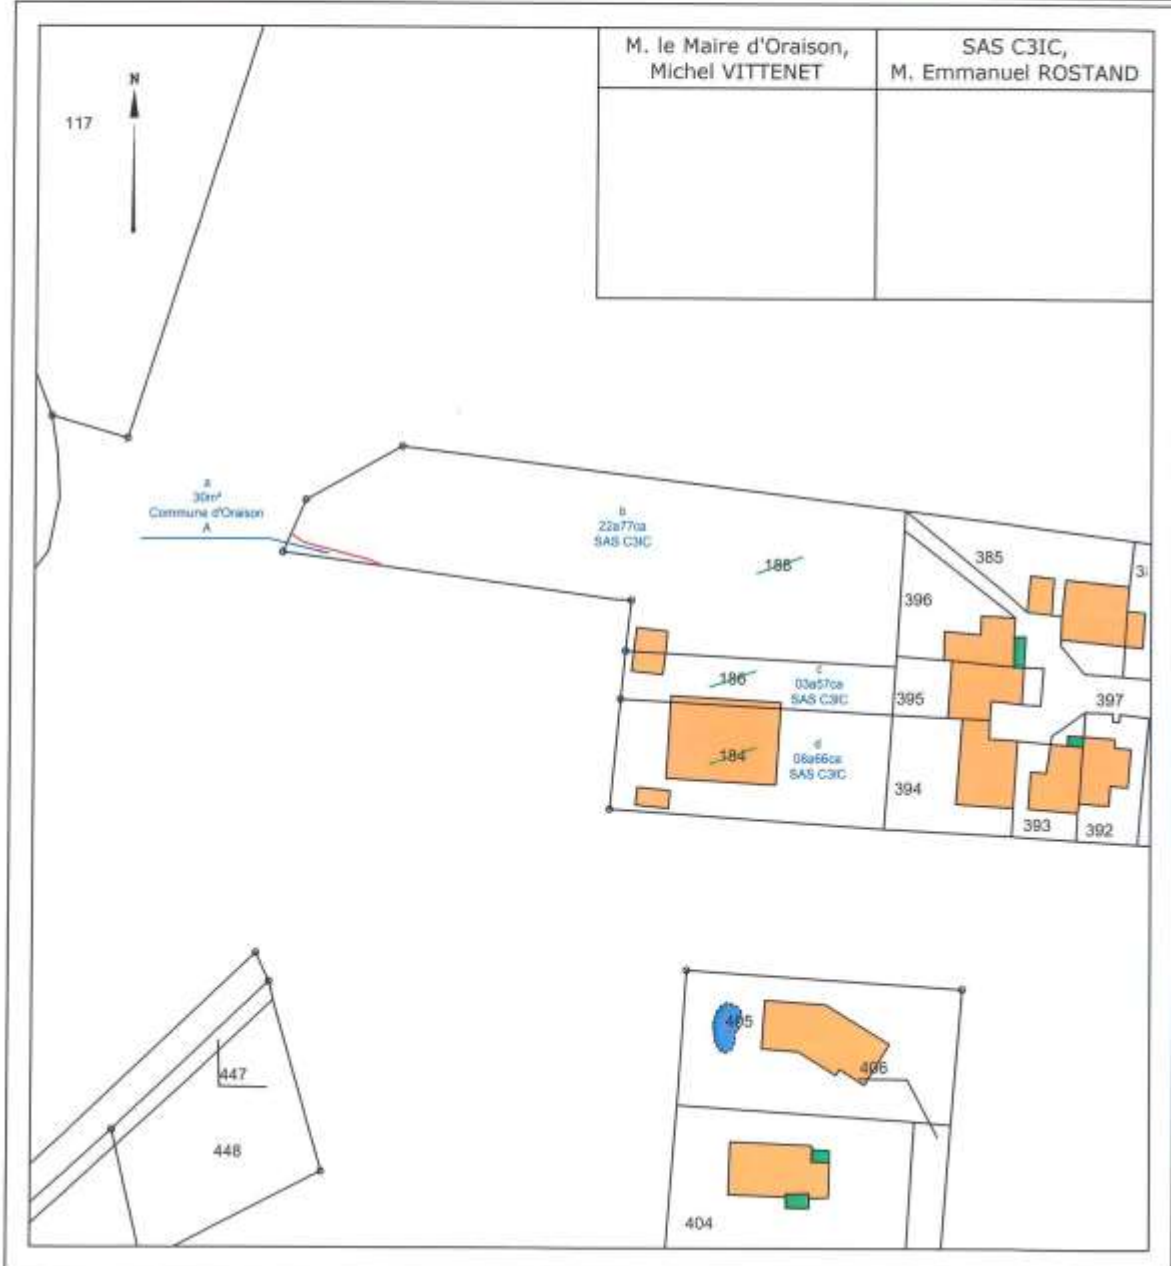 M. le Maire d'Oraison,
Michel VITTENET
SAS C3IC,
M. Emmanuel ROSTAND
N
117
a
30m²
Commune d'Oraison
A
b
22a77ca
SAS C3IC
188
385
396
186
c
03a57ca
SAS C3IC
395
397
184
d
08a66ca
SAS C3IC
394
393
392
405
406
447
448
404